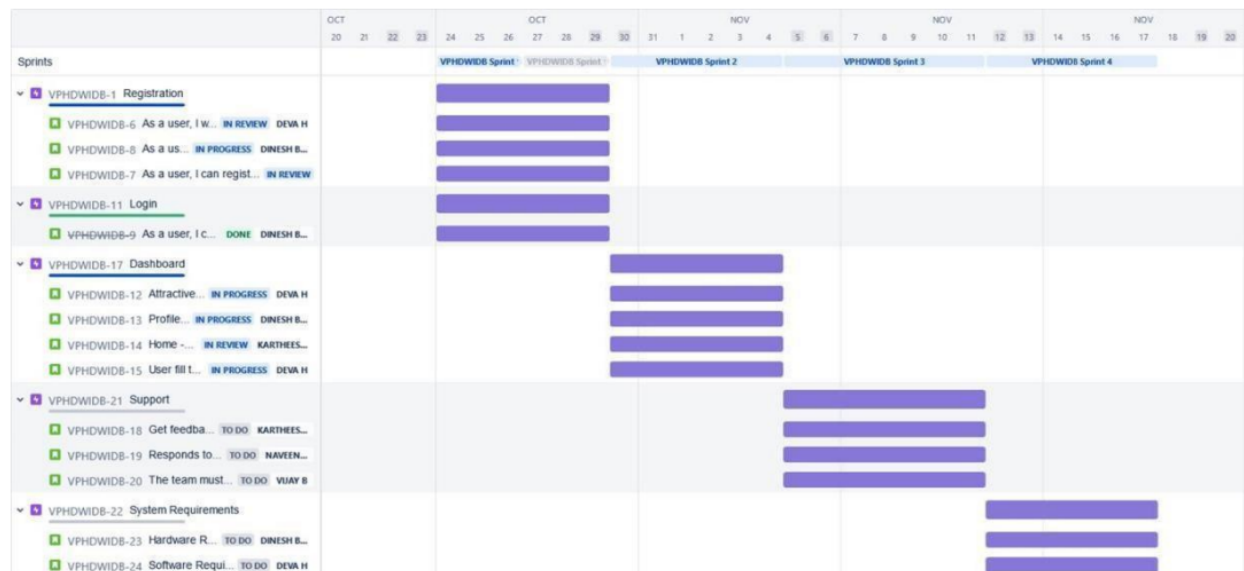 OCT OCT NOV NOV NOV
20 21 22 23 24 25 26 27 28 29 30 31 1 2 3 4 5 6 7 8 9 10 11 12 13 14 15 16 17 18 19 20
Sprints VPHDWIDB Sprint VPHDWIDB Sprint VPHDWIDB Sprint 2 VPHDWIDB Sprint 3 VPHDWIDB Sprint 4
VPHDWIDB-1 Registration
VPHDWIDB-6 As a user, I w... IN REVIEW DEVA H
VPHDWIDB-8 As a us... IN PROGRESS DINESH B...
VPHDWIDB-7 As a user, I can regist... IN REVIEW
VPHDWIDB-11 Login
VPHDWIDB-9 As a user, I c... DONE DINESH B...
VPHDWIDB-17 Dashboard
VPHDWIDB-12 Attractive... IN PROGRESS DEVA H
VPHDWIDB-13 Profile... IN PROGRESS DINESH B...
VPHDWIDB-14 Home -... IN REVIEW KARTHEES...
VPHDWIDB-15 User fill t... IN PROGRESS DEVA H
VPHDWIDB-21 Support
VPHDWIDB-18 Get feedba... TO DO KARTHEES...
VPHDWIDB-19 Responds to... TO DO NAVEEN...
VPHDWIDB-20 The team must... TO DO VIJAY B
VPHDWIDB-22 System Requirements
VPHDWIDB-23 Hardware R... TO DO DINESH B...
VPHDWIDB-24 Software Requi... TO DO DEVA H